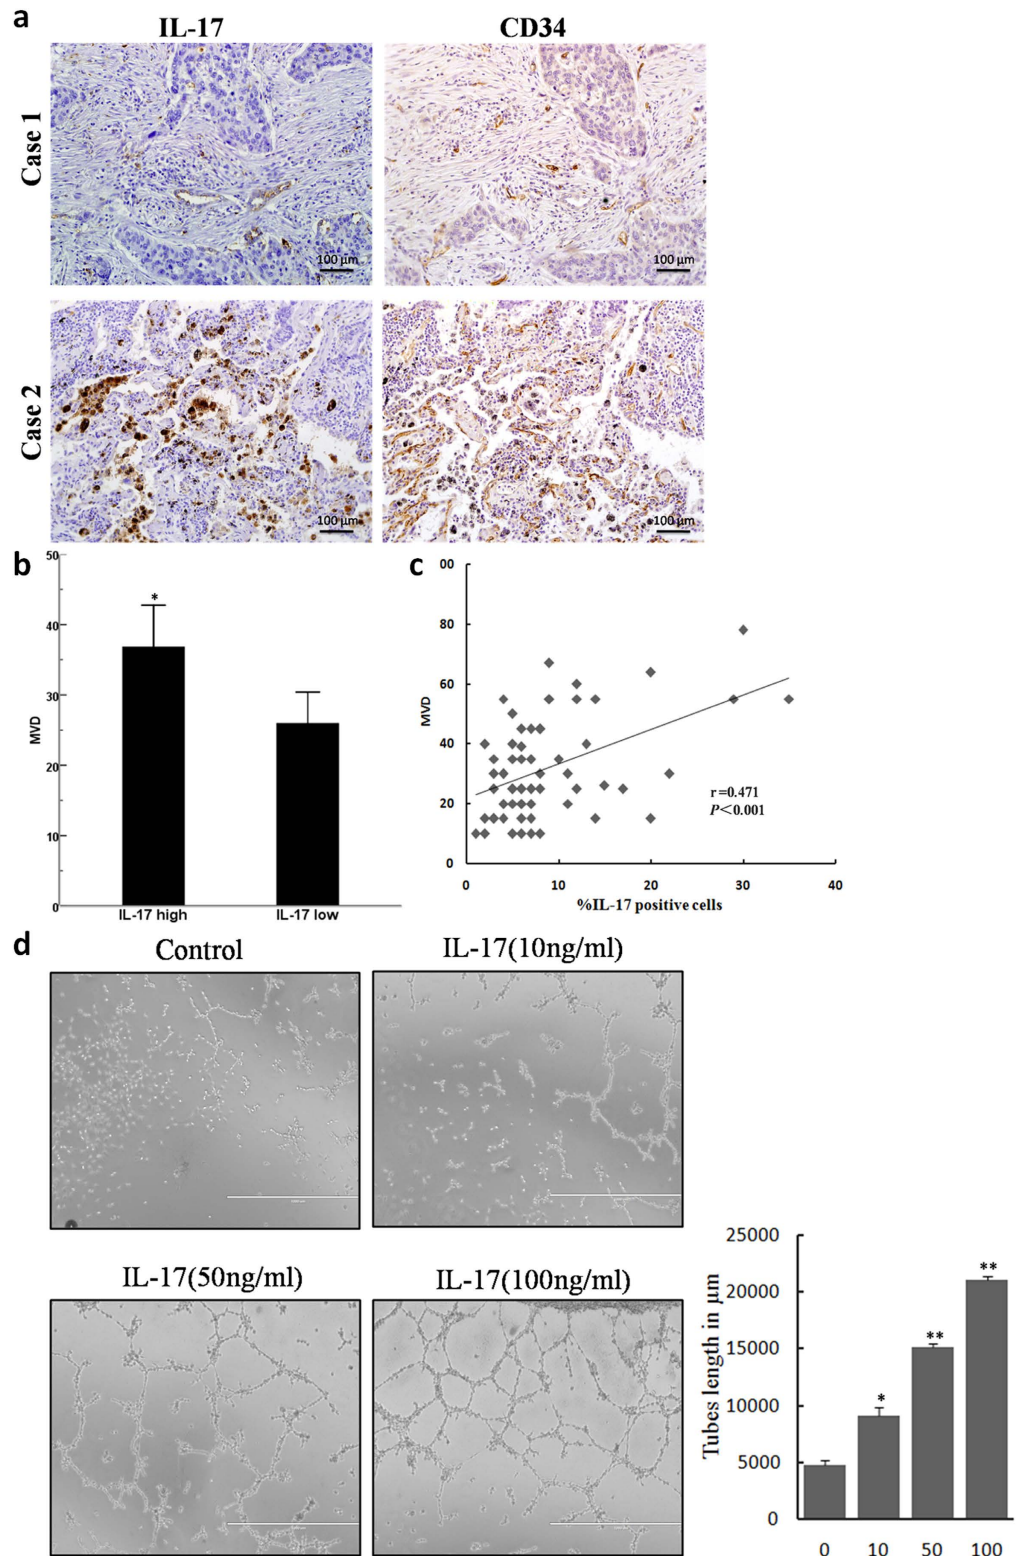 a
IL-17
CD34
Case 1
100 µm
100 µm
Case 2
100 µm
100 µm
b
50
40
30
20
10
0
MVD
*
IL-17 high
IL-17 low
c
00
80
60
40
20
0
MVD
r=0.471
P<0.001
0
10
20
30
40
%IL-17 positive cells
d
Control
IL-17(10ng/ml)
IL-17(50ng/ml)
IL-17(100ng/ml)
25000
20000
15000
10000
5000
0
Tubes length in µm
*
**
**
0
10
50
100